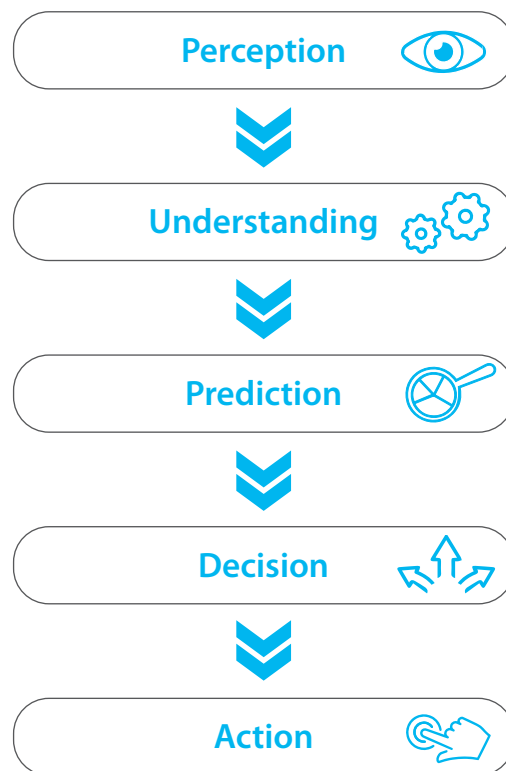 Perception
Understanding
Prediction
Decision
Action